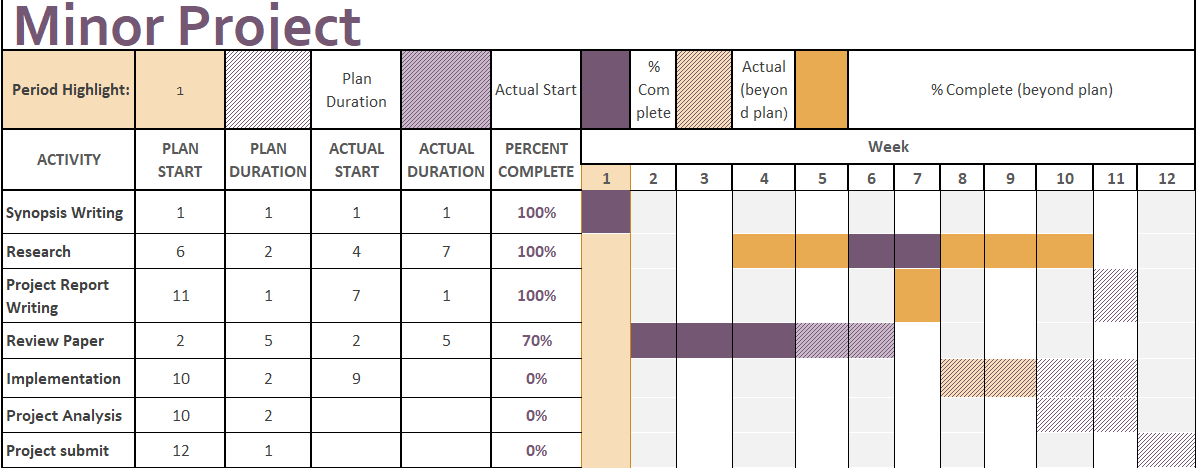 Minor Project
Period Highlight: 1 Plan Duration Actual Start % Complete Actual (beyond plan) % Complete (beyond plan)
ACTIVITY PLAN START PLAN DURATION ACTUAL START ACTUAL DURATION PERCENT COMPLETE Week
1 2 3 4 5 6 7 8 9 10 11 12
Synopsis Writing 1 1 1 1 100%
Research 6 2 4 7 100%
Project Report Writing 11 1 7 1 100%
Review Paper 2 5 2 5 70%
Implementation 10 2 9 0%
Project Analysis 10 2 0%
Project submit 12 1 0%